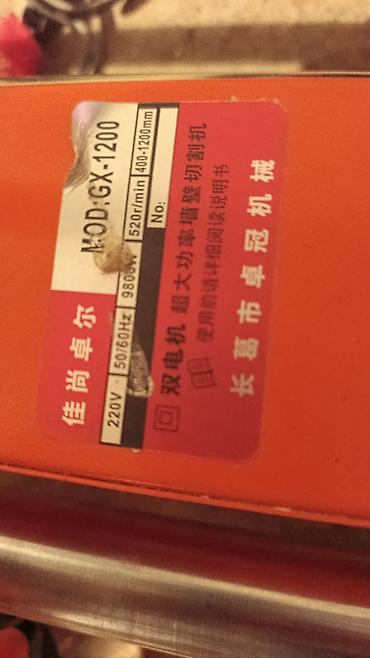 佳尚卓尔 MOD:GX-1200
220V 50/60Hz 9800W 520r/min 400-1200mm
No:
双电机 超大功率墙壁切割机
使用前请详细阅读说明书
长葛市卓冠机械